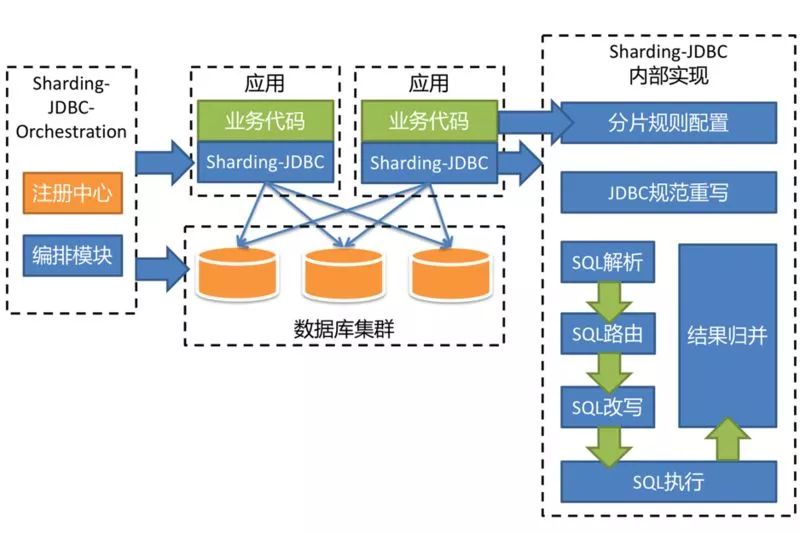 Sharding-
JDBC-
Orchestration
注册中心
编排模块
应用
业务代码
Sharding-JDBC
应用
业务代码
Sharding-JDBC
数据库集群
Sharding-JDBC
内部实现
分片规则配置
JDBC规范重写
SQL解析
SQL路由
SQL改写
SQL执行
结果归并